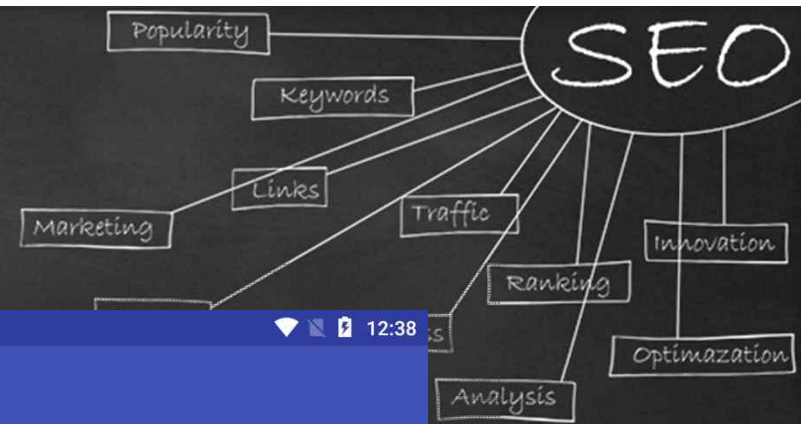 Popularity
SEO
Keywords
Links
Traffic
Marketing
Innovation
Ranking
12:38
Optimazation
Analysis